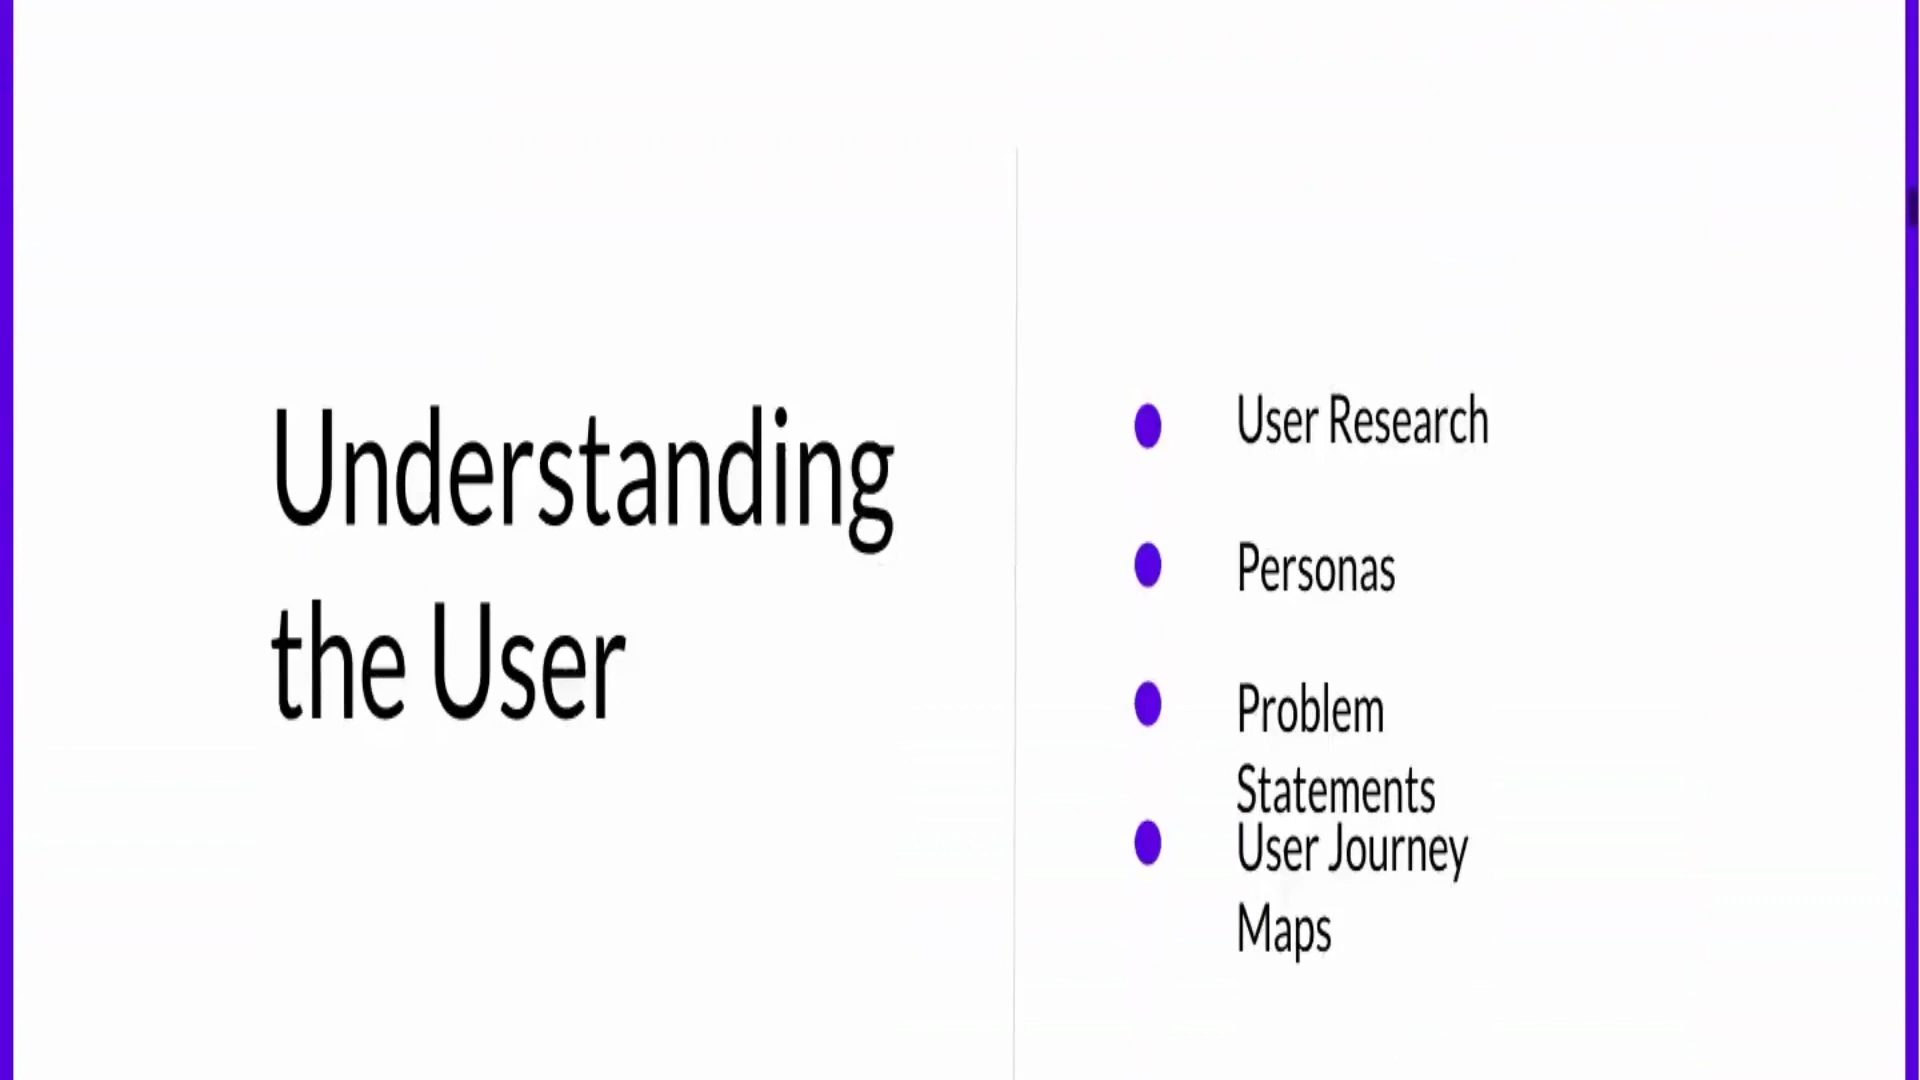 Understanding
the User
User Research
Personas
Problem
Statements
User Journey
Maps